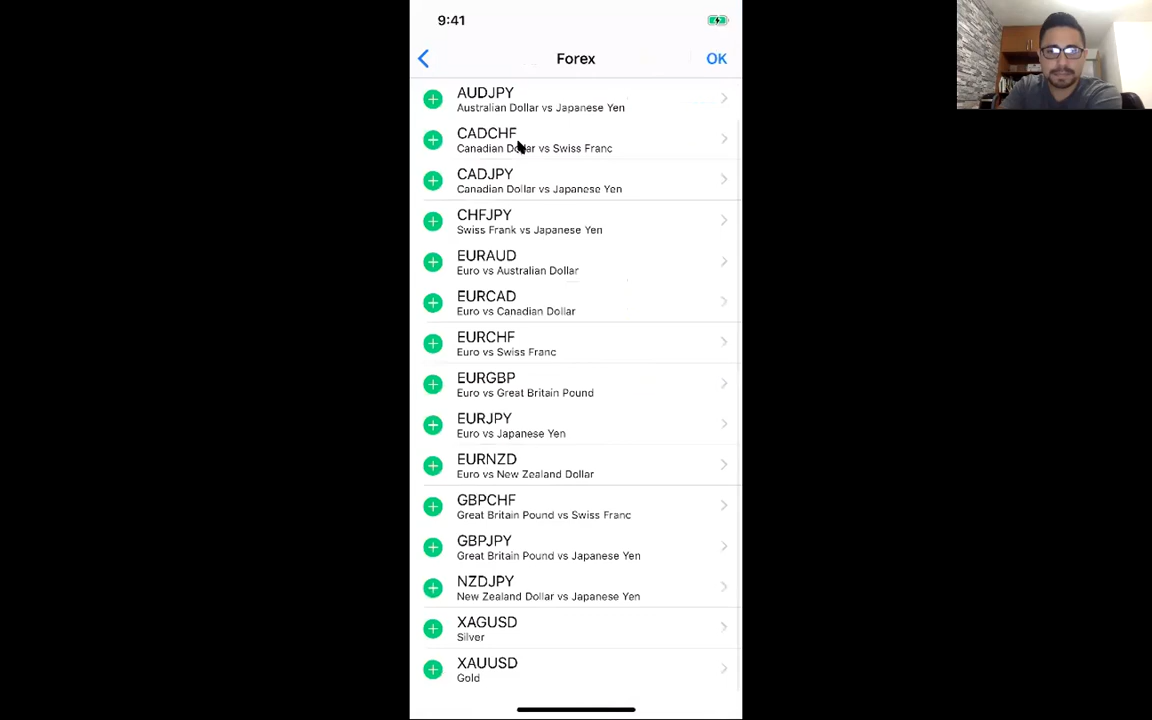 9:41
Forex
OK
AUDJPY
Australian Dollar vs Japanese Yen
CADCHF
Canadian Dollar vs Swiss Franc
CADJPY
Canadian Dollar vs Japanese Yen
CHFJPY
Swiss Frank vs Japanese Yen
EURAUD
Euro vs Australian Dollar
EURCAD
Euro vs Canadian Dollar
EURCHF
Euro vs Swiss Franc
EURGBP
Euro vs Great Britain Pound
EURJPY
Euro vs Japanese Yen
EURNZD
Euro vs New Zealand Dollar
GBPCHF
Great Britain Pound vs Swiss Franc
GBPJPY
Great Britain Pound vs Japanese Yen
NZDJPY
New Zealand Dollar vs Japanese Yen
XAGUSD
Silver
XAUUSD
Gold